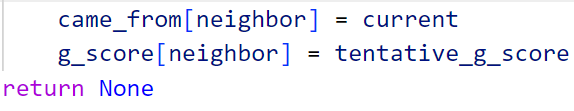 came_from[neighbor] = current
g_score[neighbor] = tentative_g_score
return None